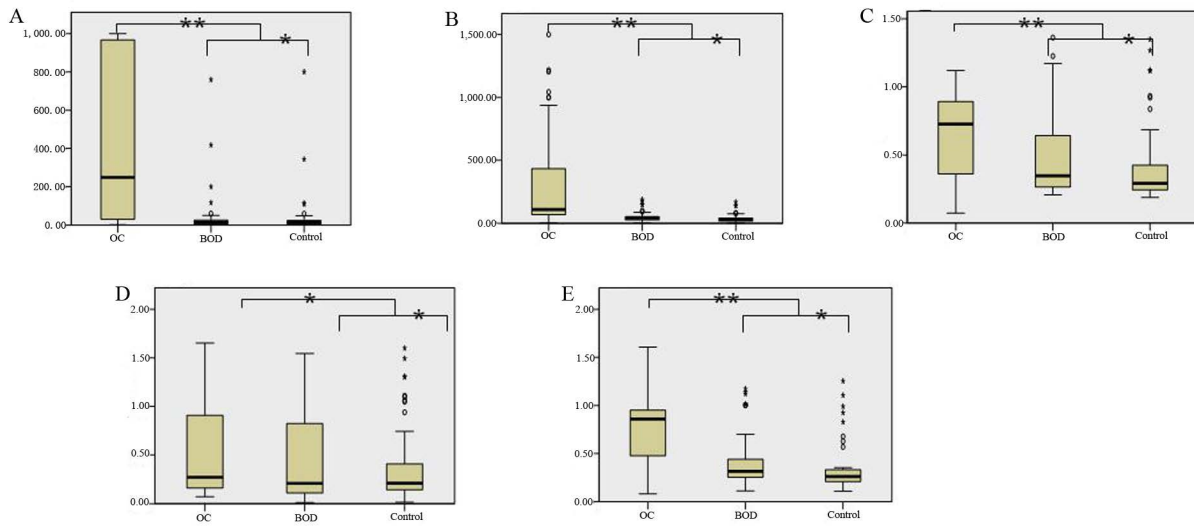 A
**
*
1, 000. 00
800. 00
600. 00
400. 00
200. 00
0. 00
OC
BOD
Control
B
**
*
1,500.00
1,000.00
500.00
0.00
OC
BOD
Control
C
**
*
1.50
1.00
0.50
0.00
OC
BOD
Control
D
*
*
2.00
1.50
1.00
0.50
0.00
OC
BOD
Control
E
**
*
2.00
1.50
1.00
0.50
0.00
OC
BOD
Control